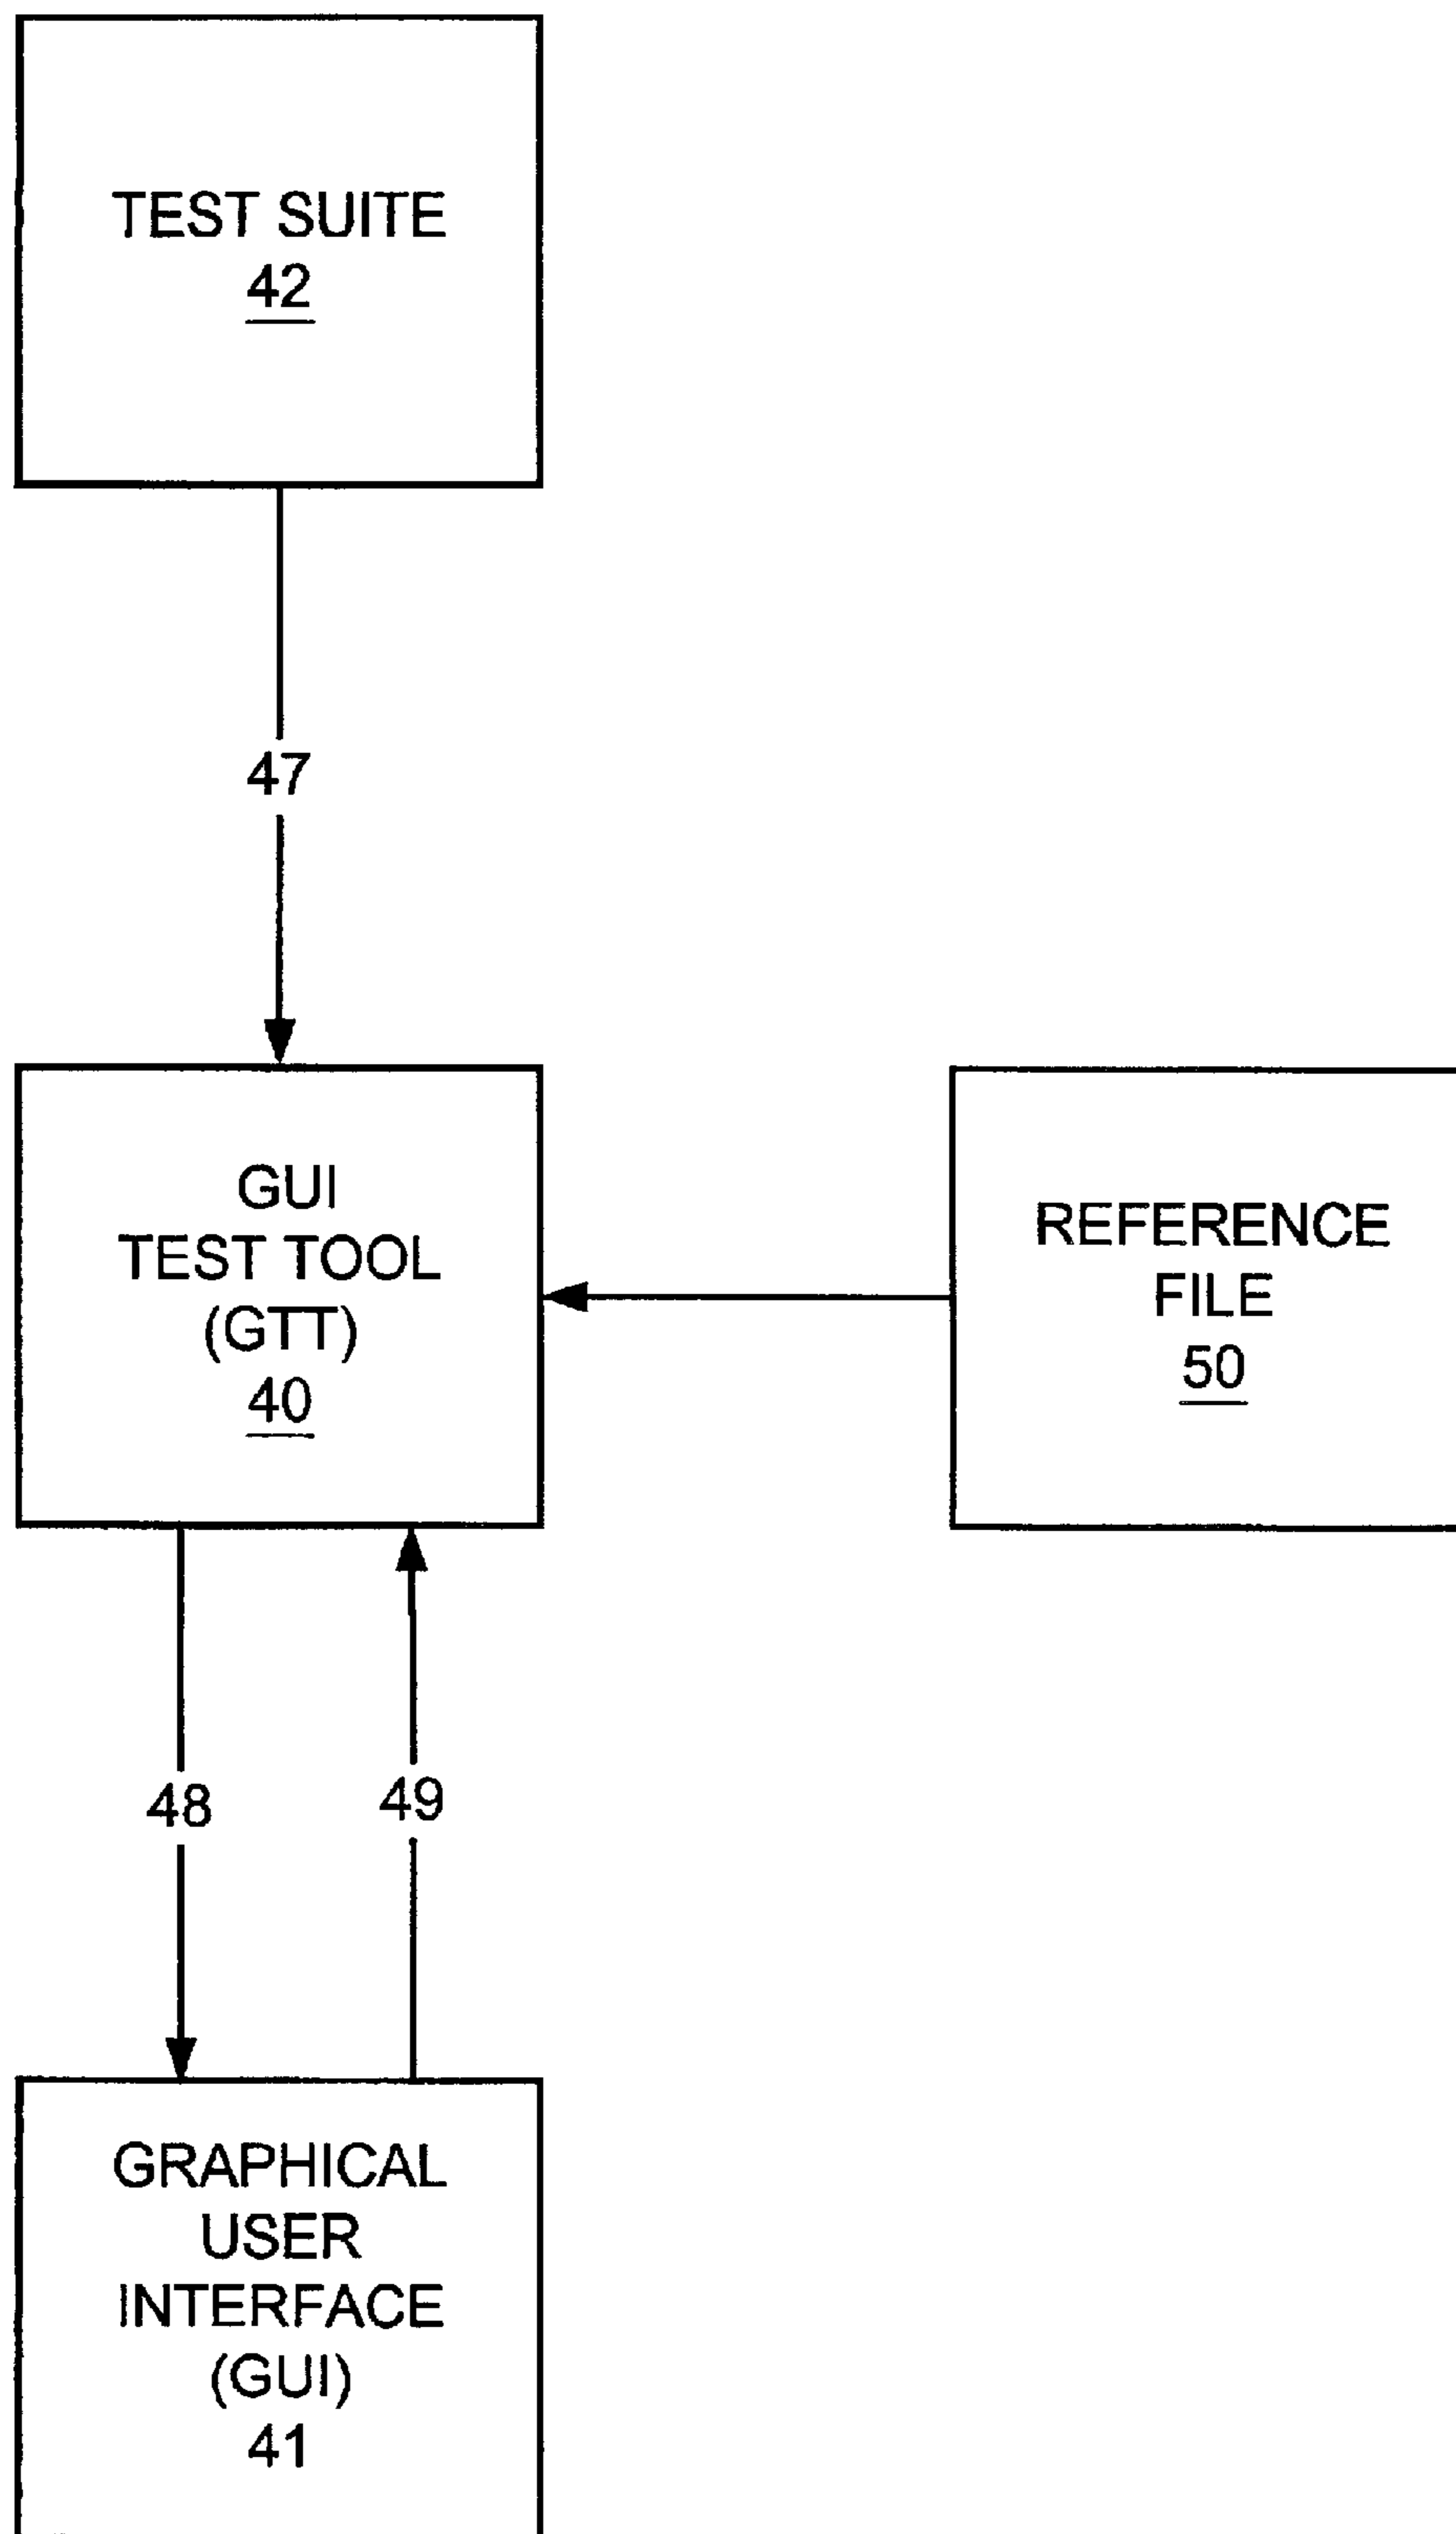 TEST SUITE
42
47
GUI
TEST TOOL
(GTT)
40
REFERENCE
FILE
50
48
49
GRAPHICAL
USER
INTERFACE
(GUI)
41